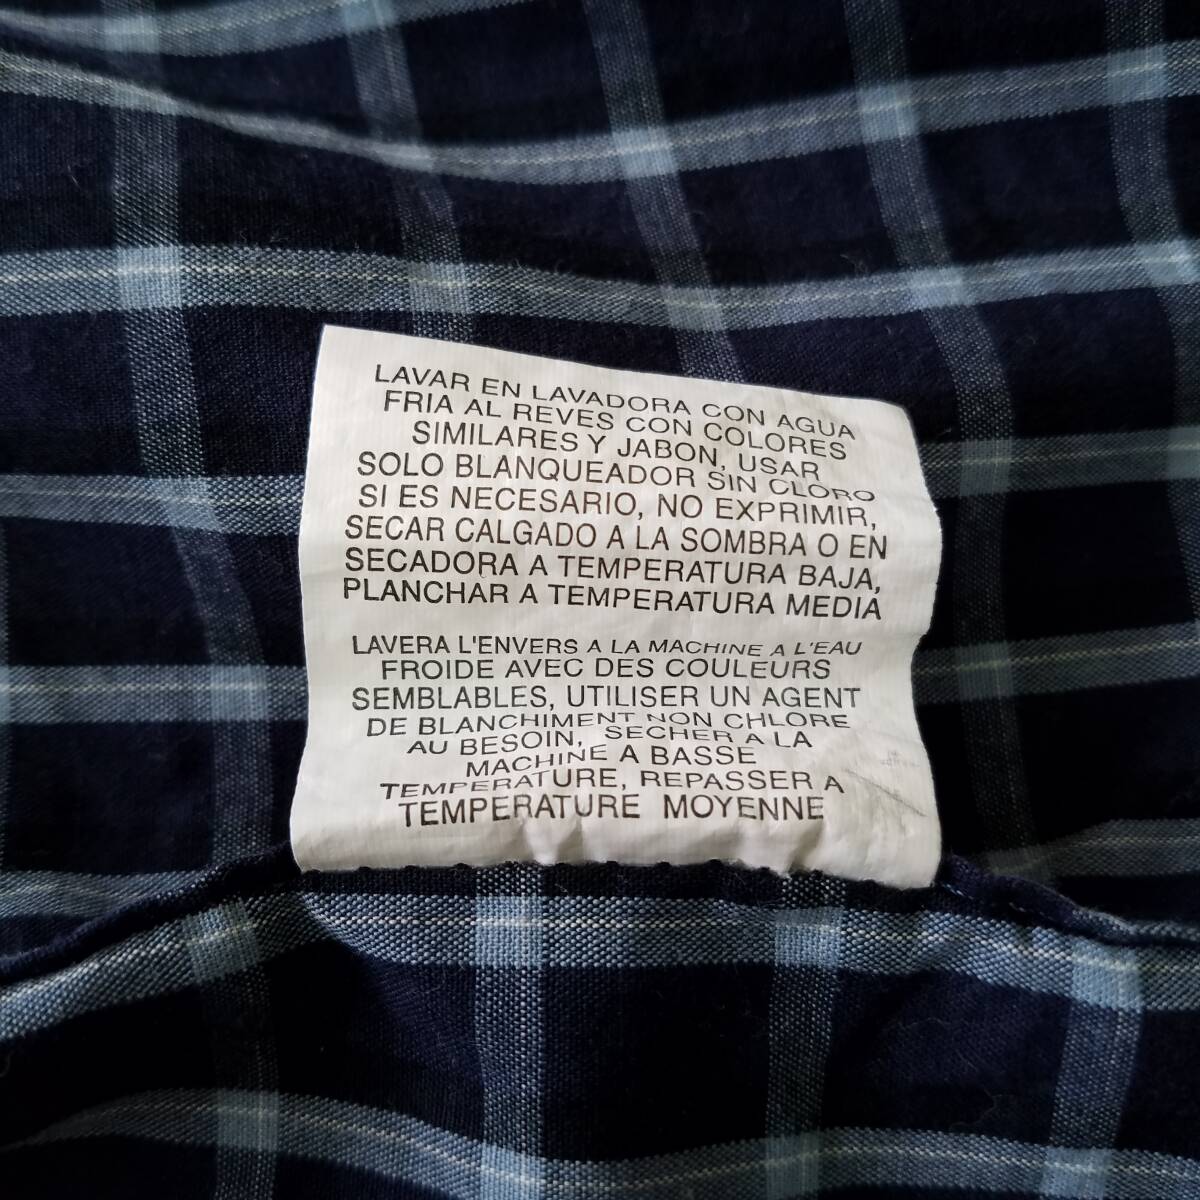 LAVAR EN LAVADORA CON AGUA
FRIA AL REVES CON COLORES
SIMILARES Y JABON, USAR
SOLO BLANQUEADOR SIN CLORO
SI ES NECESARIO, NO EXPRIMIR,
SECAR CALGADO A LA SOMBRA O EN
SECADORA A TEMPERATURA BAJA,
PLANCHAR A TEMPERATURA MEDIA
LAVERA L'ENVERS A LA MACHINE A L'EAU
FROIDE AVEC DES COULEURS
SEMBLABLES, UTILISER UN AGENT
DE BLANCHIMENT NON CHLORE
AU BESOIN, SECHER A LA
MACHINE A BASSE
TEMPERATURE, REPASSER A
TEMPERATURE MOYENNE